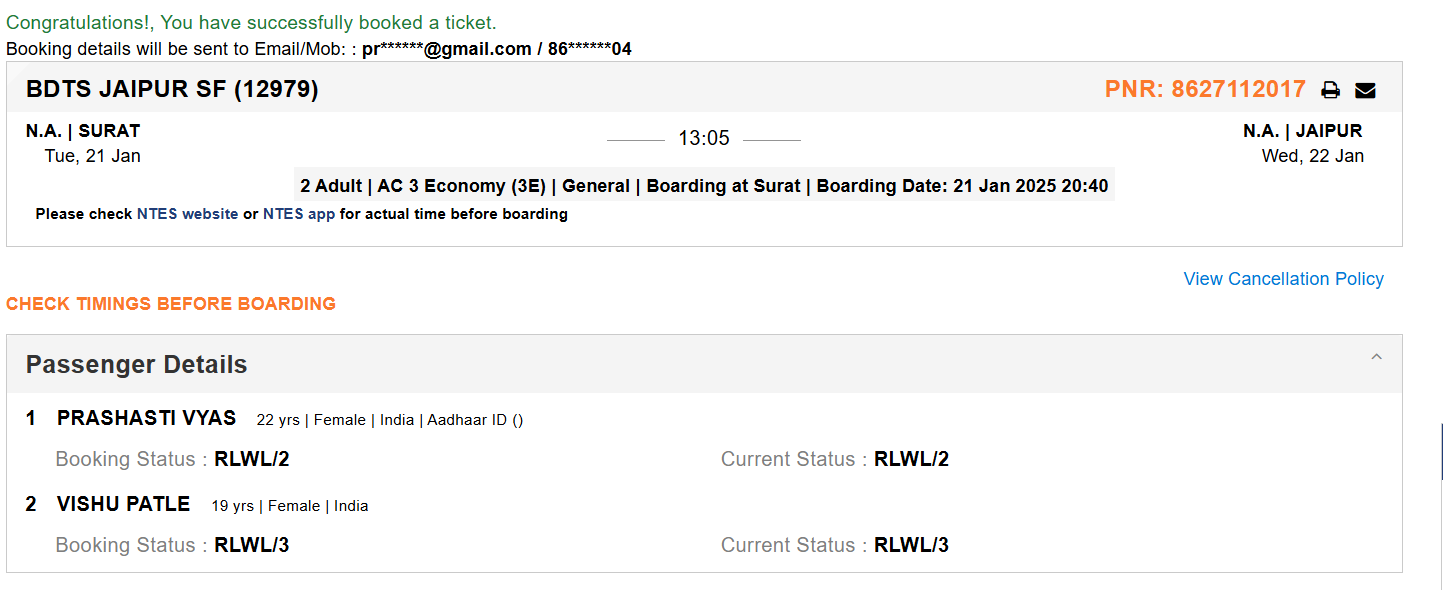 Congratulations!, You have successfully booked a ticket.
Booking details will be sent to Email/Mob: : pr******@gmail.com / 86******04
BDTS JAIPUR SF (12979) PNR: 8627112017
N.A. | SURAT 13:05 N.A. | JAIPUR
Tue, 21 Jan Wed, 22 Jan
2 Adult | AC 3 Economy (3E) | General | Boarding at Surat | Boarding Date: 21 Jan 2025 20:40
Please check NTES website or NTES app for actual time before boarding
View Cancellation Policy
CHECK TIMINGS BEFORE BOARDING
Passenger Details
1 PRASHASTI VYAS 22 yrs | Female | India | Aadhaar ID ()
Booking Status : RLWL/2 Current Status : RLWL/2
2 VISHU PATLE 19 yrs | Female | India
Booking Status : RLWL/3 Current Status : RLWL/3